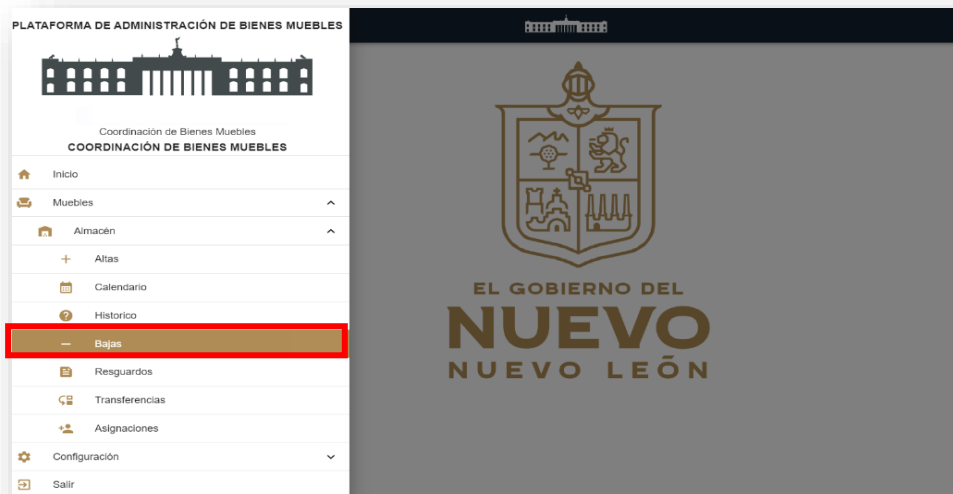 PLATAFORMA DE ADMINISTRACIÓN DE BIENES MUEBLES
Coordinación de Bienes Muebles
COORDINACIÓN DE BIENES MUEBLES
Inicio
Muebles
Almacén
Altas
Calendario
Historico
Bajas
Resguardos
Transferencias
Asignaciones
Configuración
Salir
EL GOBIERNO DEL
NUEVO
NUEVO LEÓN